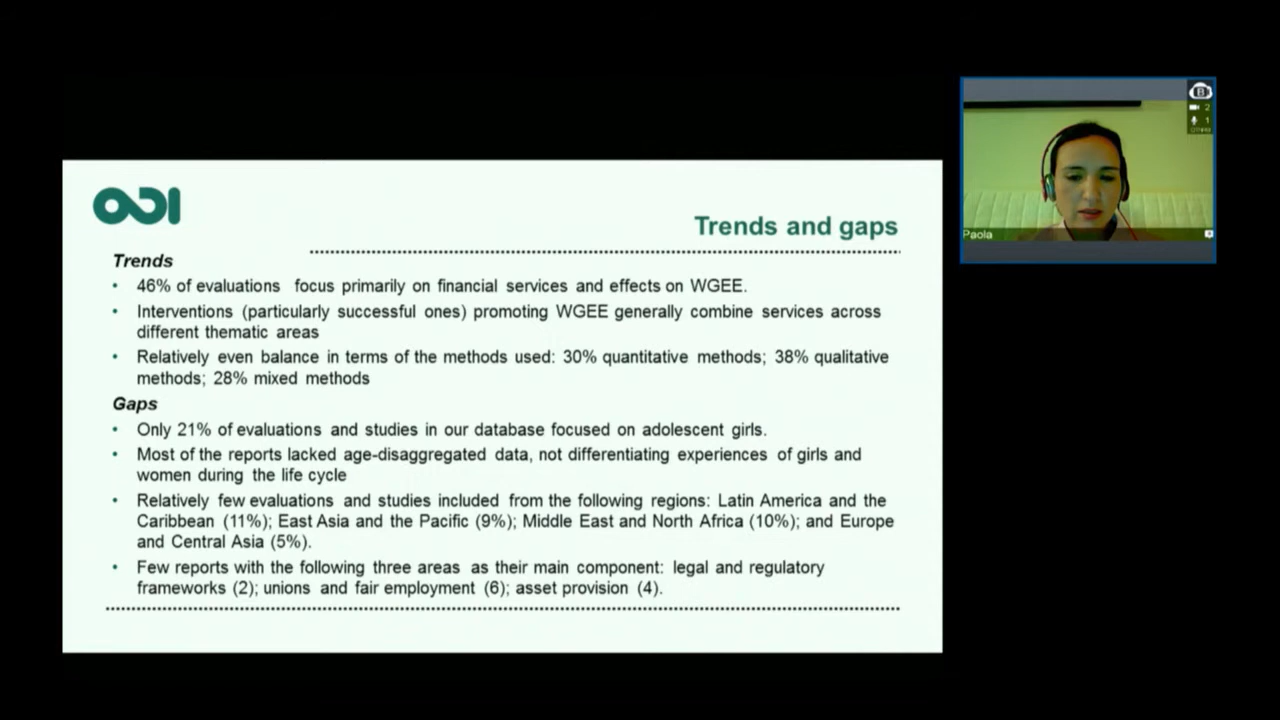 ODI
Trends and gaps
Trends
• 46% of evaluations focus primarily on financial services and effects on WGEE.
• Interventions (particularly successful ones) promoting WGEE generally combine services across
different thematic areas
• Relatively even balance in terms of the methods used: 30% quantitative methods; 38% qualitative
methods; 28% mixed methods
Gaps
• Only 21% of evaluations and studies in our database focused on adolescent girls.
• Most of the reports lacked age-disaggregated data, not differentiating experiences of girls and
women during the life cycle
• Relatively few evaluations and studies included from the following regions: Latin America and the
Caribbean (11%); East Asia and the Pacific (9%); Middle East and North Africa (10%); and Europe
and Central Asia (5%).
• Few reports with the following three areas as their main component: legal and regulatory
frameworks (2); unions and fair employment (6); asset provision (4).
B
2
1
Paola